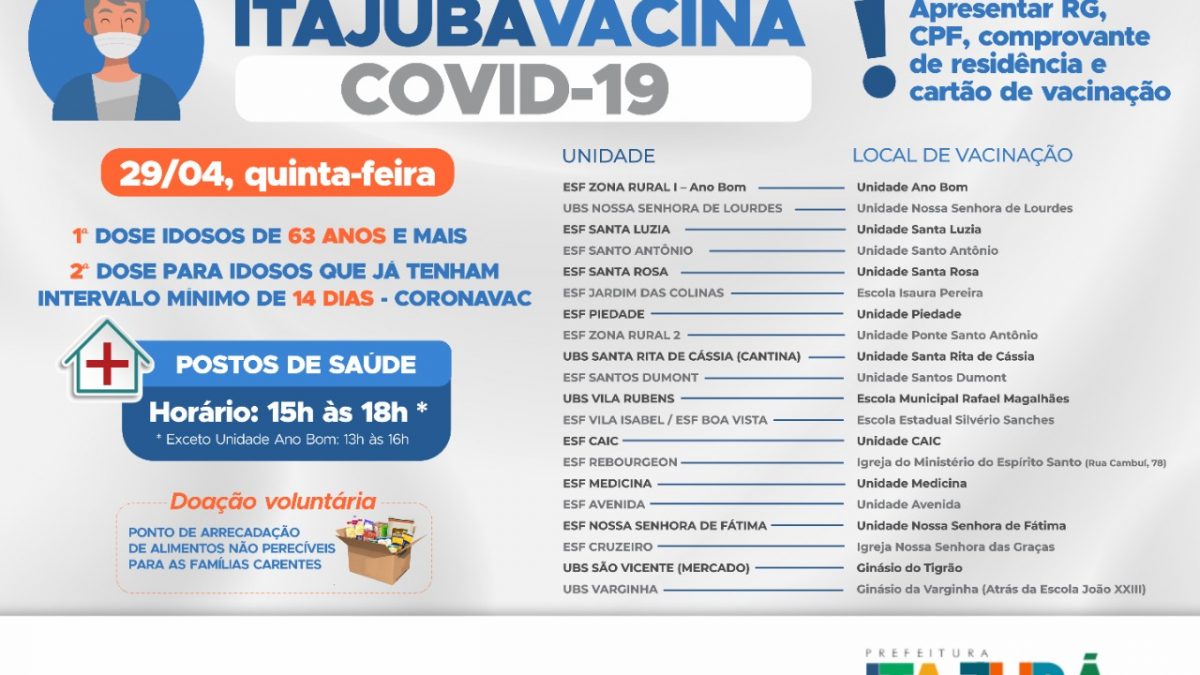 ITAJUBÁVACINA
COVID-19
Apresentar RG,
CPF, comprovante
de residência e
cartão de vacinação
29/04, quinta-feira
1ª DOSE IDOSOS DE 63 ANOS E MAIS
2ª DOSE PARA IDOSOS QUE JÁ TENHAM
INTERVALO MÍNIMO DE 14 DIAS - CORONAVAC
POSTOS DE SAÚDE
Horário: 15h às 18h *
* Exceto Unidade Ano Bom: 13h às 16h
Doação voluntária
PONTO DE ARRECADAÇÃO
DE ALIMENTOS NÃO PERECÍVEIS
PARA AS FAMÍLIAS CARENTES
UNIDADE LOCAL DE VACINAÇÃO
ESF ZONA RURAL I – Ano Bom Unidade Ano Bom
UBS NOSSA SENHORA DE LOURDES Unidade Nossa Senhora de Lourdes
ESF SANTA LUZIA Unidade Santa Luzia
ESF SANTO ANTÔNIO Unidade Santo Antônio
ESF SANTA ROSA Unidade Santa Rosa
ESF JARDIM DAS COLINAS Escola Isaura Pereira
ESF PIEDADE Unidade Piedade
ESF ZONA RURAL 2 Unidade Ponte Santo Antônio
UBS SANTA RITA DE CÁSSIA (CANTINA) Unidade Santa Rita de Cássia
ESF SANTOS DUMONT Unidade Santos Dumont
UBS VILA RUBENS Escola Municipal Rafael Magalhães
ESF VILA ISABEL / ESF BOA VISTA Escola Estadual Silvério Sanches
ESF CAIC Unidade CAIC
ESF REBOURGEON Igreja do Ministério do Espírito Santo (Rua Cambuí, 78)
ESF MEDICINA Unidade Medicina
ESF AVENIDA Unidade Avenida
ESF NOSSA SENHORA DE FÁTIMA Unidade Nossa Senhora de Fátima
ESF CRUZEIRO Igreja Nossa Senhora das Graças
UBS SÃO VICENTE (MERCADO) Ginásio do Tigrão
UBS VARGINHA Ginásio da Varginha (Atrás da Escola João XXIII)
PREFEITURA
ITAJUBÁ